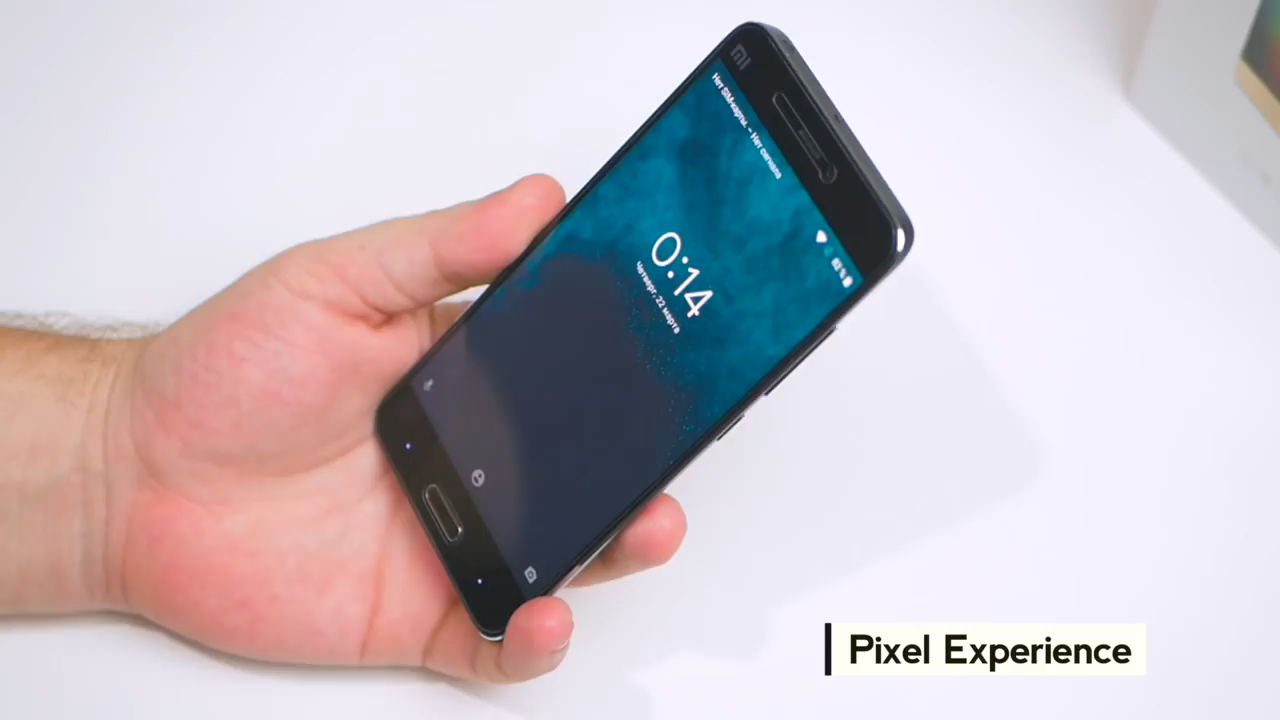 mi
Нет SIM-карты. – Нет сигнала
0:14
Четверг, 22 марта
Pixel Experience